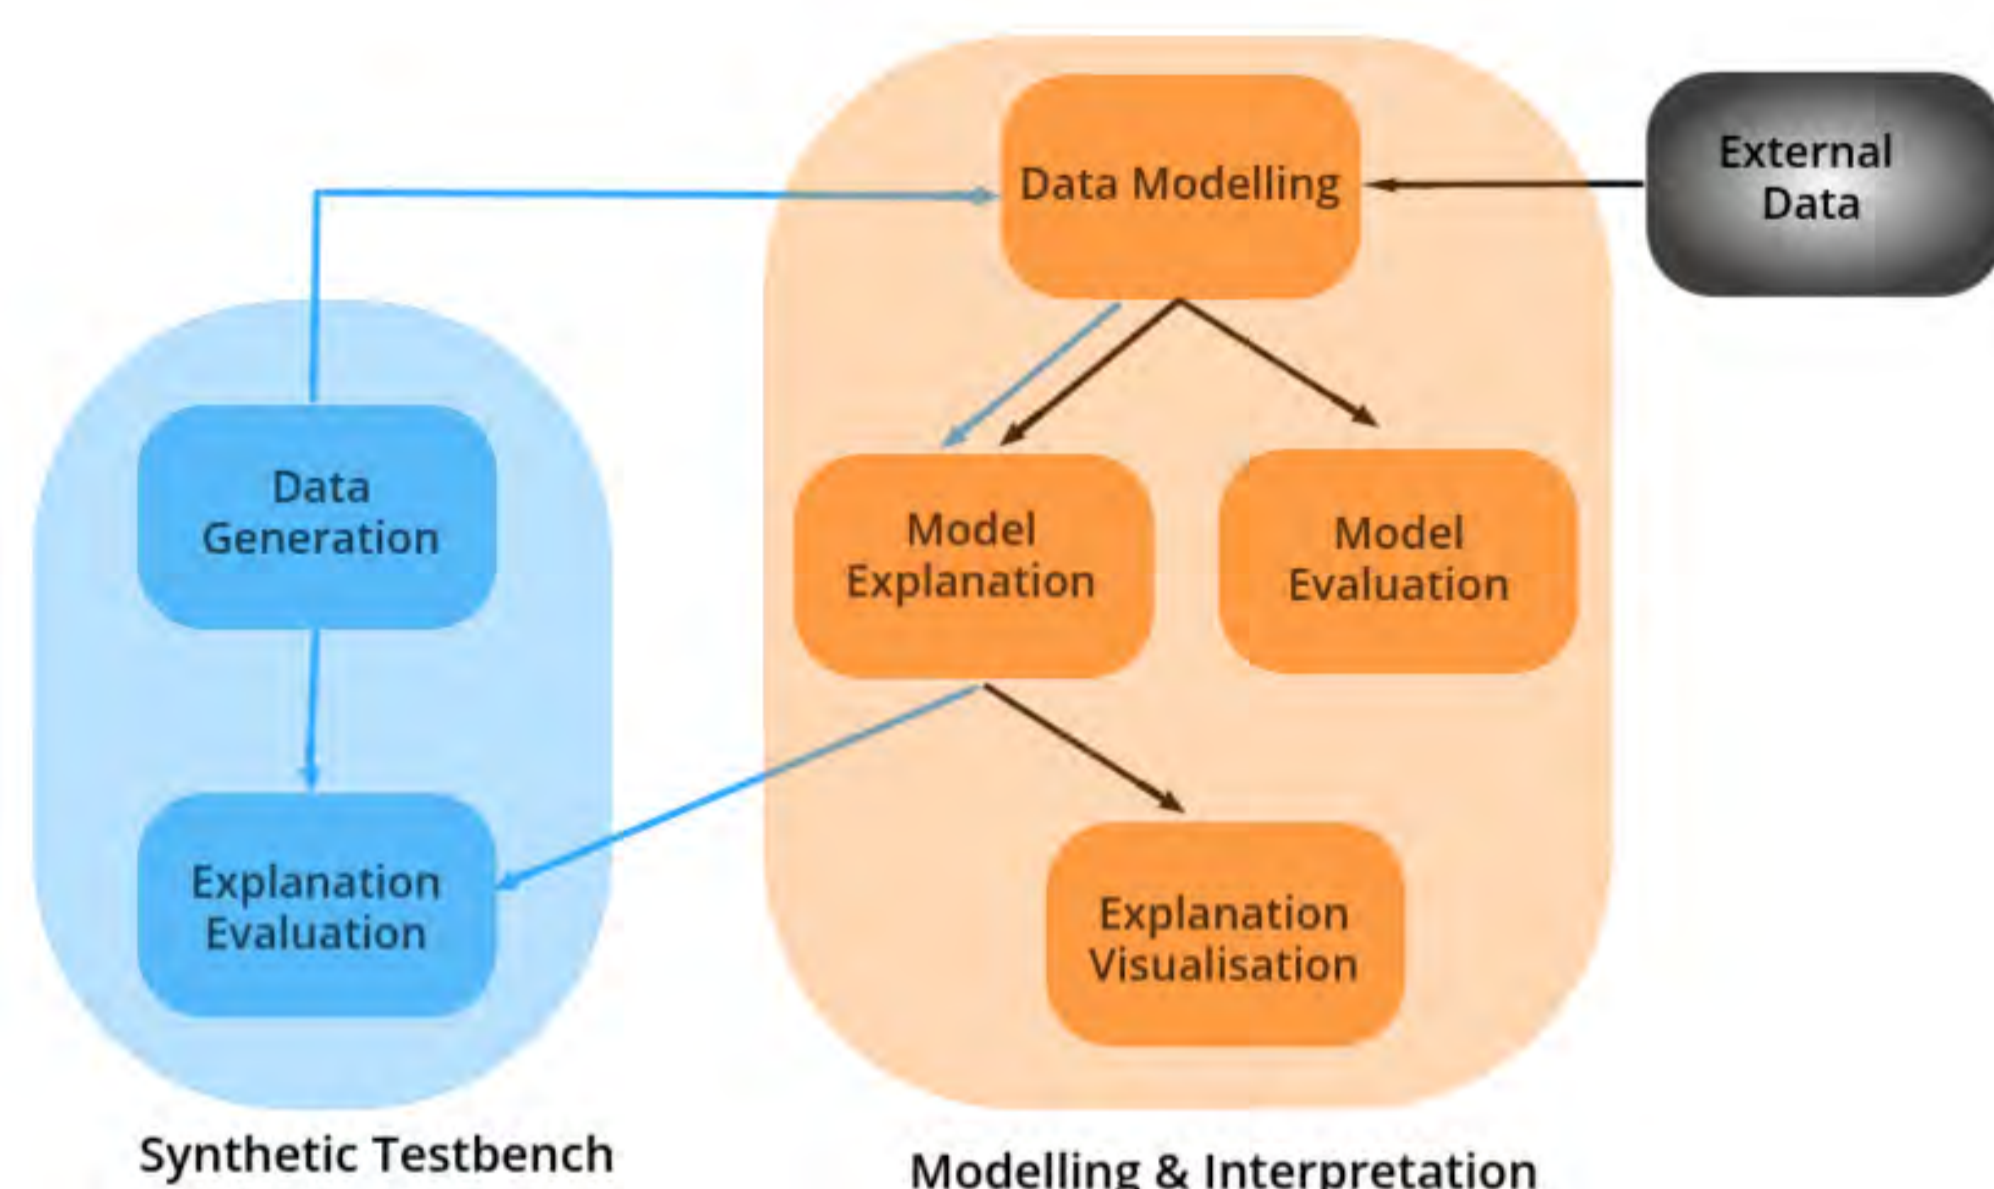 Data Modelling
External
Data
Data
Generation
Model
Explanation
Model
Evaluation
Explanation
Evaluation
Explanation
Visualisation
Synthetic Testbench
Modelling & Interpretation